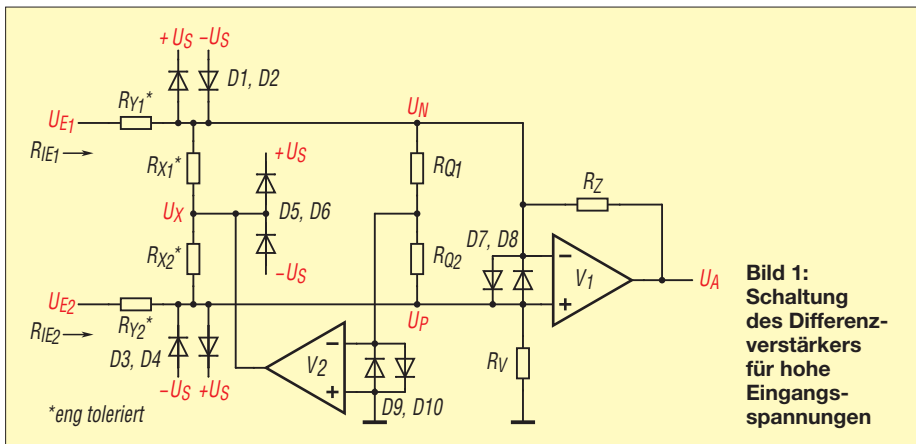 +US −US
D1, D2
RY1*
UE1
UN
RIE1
RX1*
+US
RQ1
RZ
UX
D5, D6
RX2*
−US
D7, D8
RQ2
V1
UA
UE2
RY2*
UP
RIE2
D3, D4
V2
RV
−US +US
D9, D10
*eng toleriert
Bild 1:
Schaltung
des Differenz-
verstärkers
für hohe
Eingangs-
spannungen
−
+
−
+